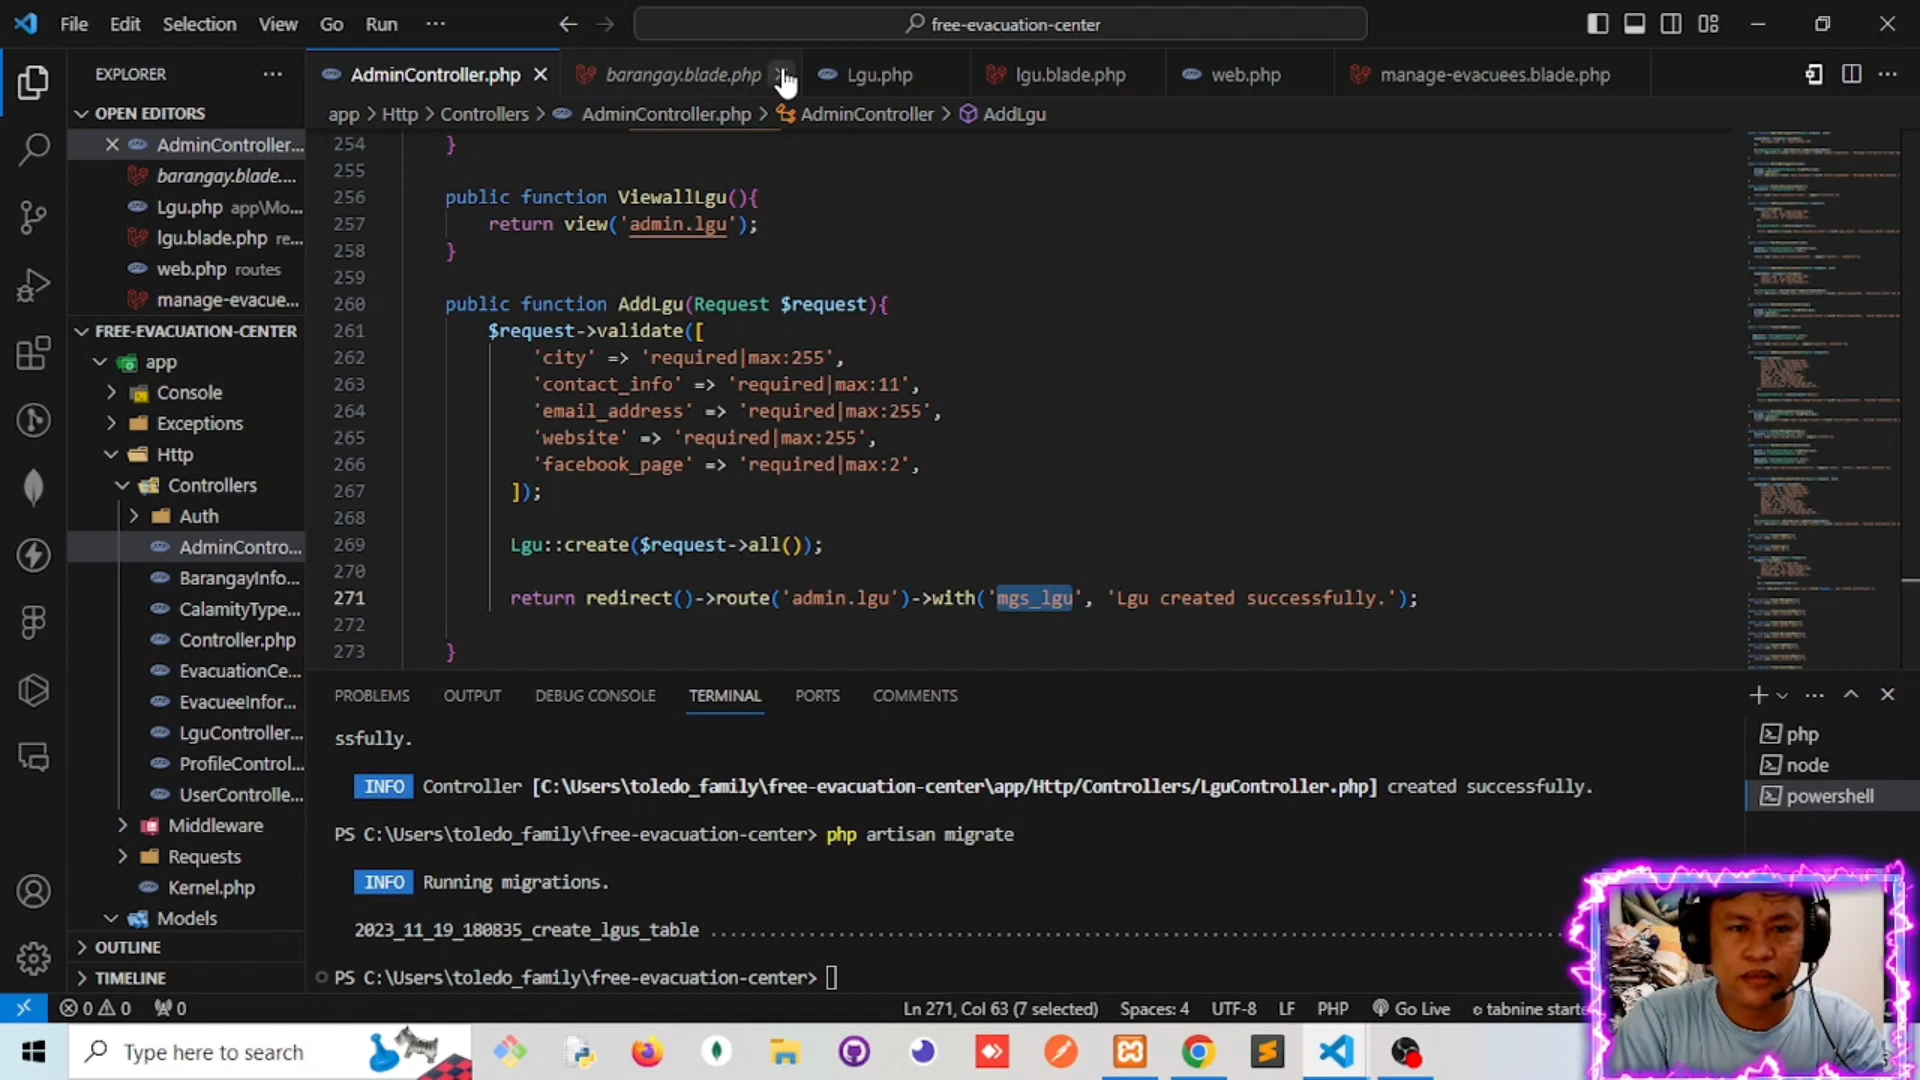 File Edit Selection View Go Run ···
free-evacuation-center
EXPLORER
AdminController.php
barangay.blade.php
Lgu.php
lgu.blade.php
web.php
manage-evacuees.blade.php
app > Http > Controllers > AdminController.php > AdminController > AddLgu
OPEN EDITORS
AdminController...
barangay.blade....
Lgu.php app\Mo...
lgu.blade.php re...
web.php routes
manage-evacue...
FREE-EVACUATION-CENTER
app
Console
Exceptions
Http
Controllers
Auth
AdminContro...
BarangayInfo...
CalamityType...
Controller.php
EvacuationCe...
EvacueeInfor...
LguController...
ProfileControl...
UserControlle...
Middleware
Requests
Kernel.php
Models
OUTLINE
TIMELINE
254 }
255
256 public function ViewallLgu(){
257 return view('admin.lgu');
258 }
259
260 public function AddLgu(Request $request){
261 $request->validate([
262 'city' => 'required|max:255',
263 'contact_info' => 'required|max:11',
264 'email_address' => 'required|max:255',
265 'website' => 'required|max:255',
266 'facebook_page' => 'required|max:2',
267 ]);
268
269 Lgu::create($request->all());
270
271 return redirect()->route('admin.lgu')->with('mgs_lgu', 'Lgu created successfully.');
272
273 }
PROBLEMS OUTPUT DEBUG CONSOLE TERMINAL PORTS COMMENTS
ssfully.
INFO Controller [C:\Users\toledo_family\free-evacuation-center\app/Http/Controllers/LguController.php] created successfully.
PS C:\Users\toledo_family\free-evacuation-center> php artisan migrate
INFO Running migrations.
2023_11_19_180835_create_lgus_table ................................................
PS C:\Users\toledo_family\free-evacuation-center>
php
node
powershell
0 0 0
Ln 271, Col 63 (7 selected) Spaces: 4 UTF-8 LF PHP Go Live tabnine starte
Type here to search